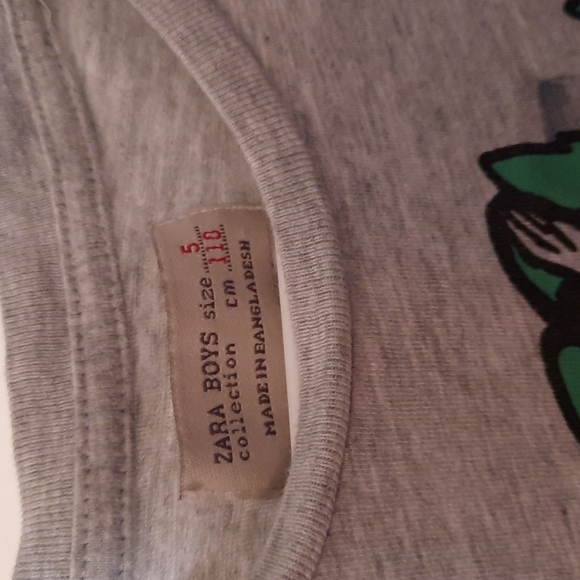 ZARA BOYS size 5
collection cm 110
MADE IN BANGLADESH